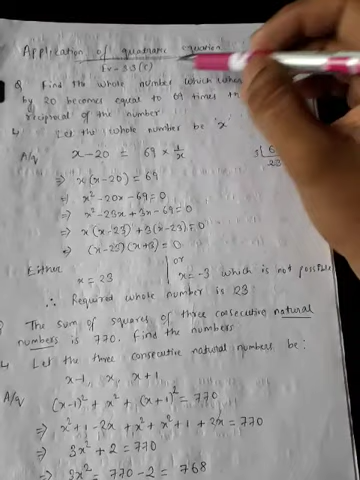 Application of quadratic equation
Ex - 3.3 (C)
Q Find the whole number which when
by 20 becomes equal to 69 times th
reciprocal of the number
Let the whole number be 'x'
A/q x - 20 = 69 × 1/x
⇒ x(x-20) = 69
⇒ x² - 20x - 69 = 0
⇒ x² - 23x + 3x - 69 = 0
⇒ x(x-23) + 3(x-23) = 0
⇒ (x-23)(x+3) = 0
Either | or
x = 23 | x = -3 which is not possible
∴ Required whole number is 23
The sum of squares of three consecutive natural
numbers is 770. Find the numbers
Let the three consecutive natural numbers be:
x-1, x, x+1
A/q (x-1)² + x² + (x+1)² = 770
⇒ x² + 1 - 2x + x² + x² + 1 + 2x = 770
⇒ 3x² + 2 = 770
⇒ 3x² = 770 - 2 = 768